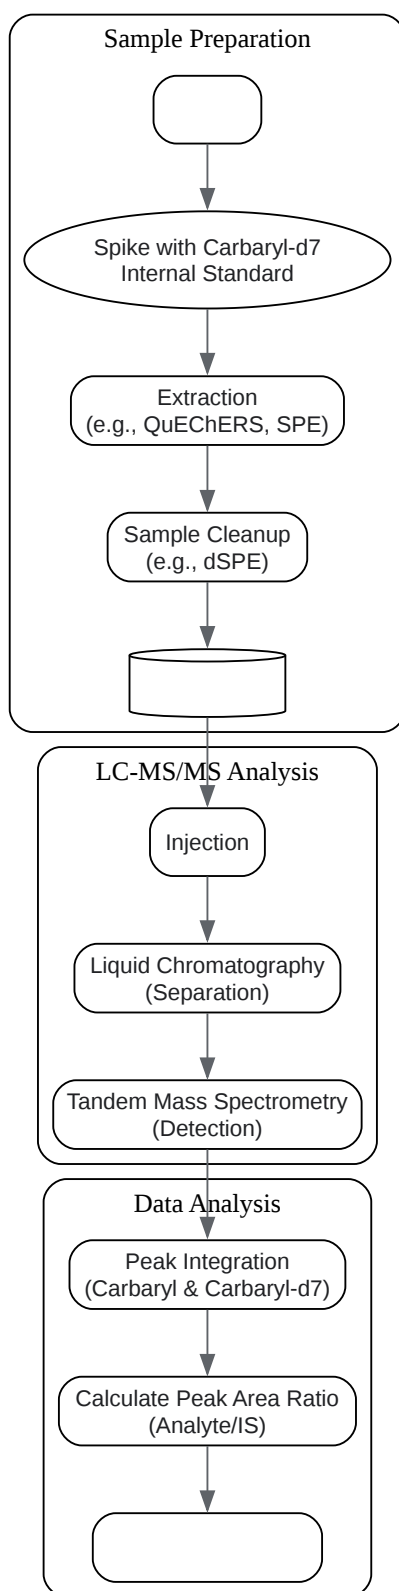 Sample Preparation
Spike with Carbaryl-d7
Internal Standard
Extraction
(e.g., QuEChERS, SPE)
Sample Cleanup
(e.g., dSPE)
LC-MS/MS Analysis
Injection
Liquid Chromatography
(Separation)
Tandem Mass Spectrometry
(Detection)
Data Analysis
Peak Integration
(Carbaryl & Carbaryl-d7)
Calculate Peak Area Ratio
(Analyte/IS)